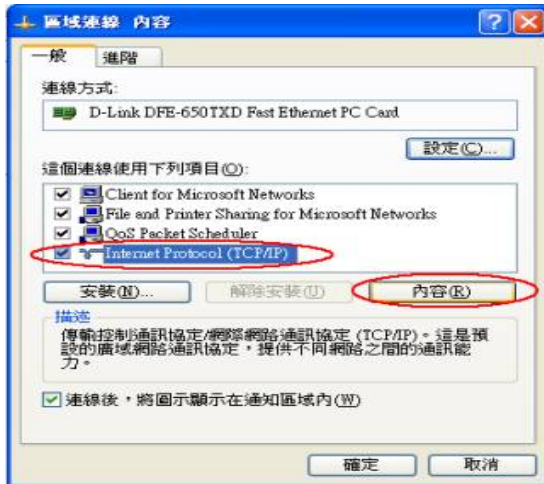 區域連線 內容
一般 進階
連線方式:
D-Link DFE-650TXD Fast Ethernet PC Card
設定(C)...
這個連線使用下列項目(O):
Client for Microsoft Networks
File and Printer Sharing for Microsoft Networks
QoS Packet Scheduler
Internet Protocol (TCP/IP)
安裝(N)... 解除安裝(U) 內容(R)
描述
傳輸控制通訊協定/網際網路通訊協定 (TCP/IP)。這是預
設的廣域網路通訊協定，提供不同網路之間的通訊能
力。
連線後，將圖示顯示在通知區域內(W)
確定 取消